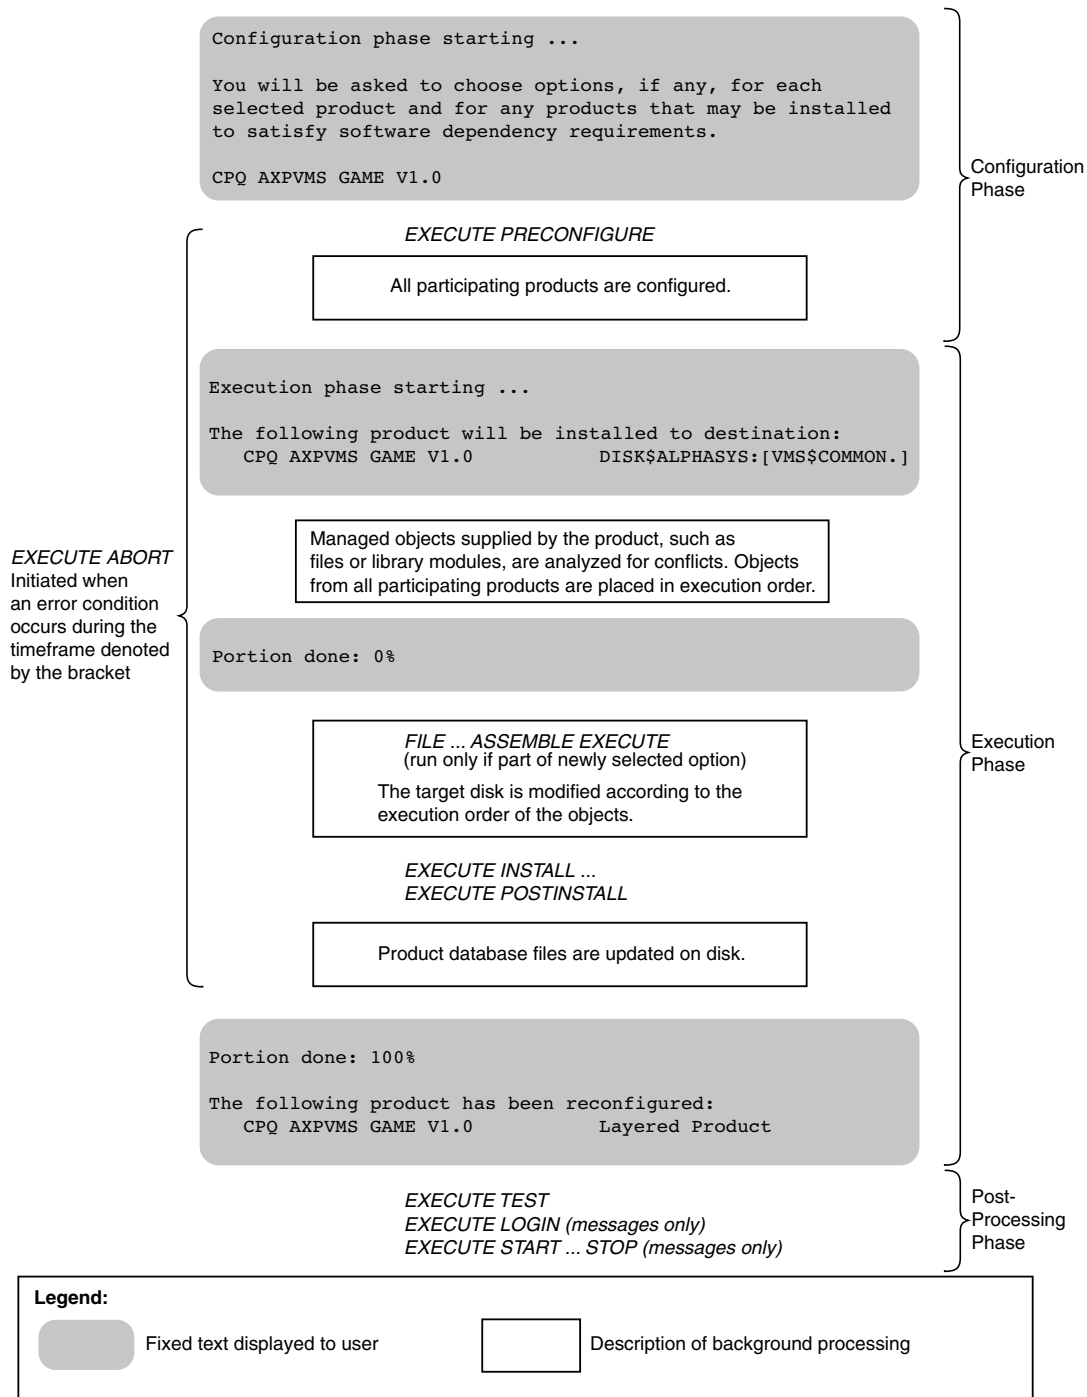 Configuration phase starting ...
You will be asked to choose options, if any, for each
selected product and for any products that may be installed
to satisfy software dependency requirements.
CPQ AXPVMS GAME V1.0
Configuration
Phase
EXECUTE PRECONFIGURE
All participating products are configured.
Execution phase starting ...
The following product will be installed to destination:
CPQ AXPVMS GAME V1.0 DISK$ALPHASYS:[VMS$COMMON.]
Managed objects supplied by the product, such as
files or library modules, are analyzed for conflicts. Objects
from all participating products are placed in execution order.
EXECUTE ABORT
Initiated when
an error condition
occurs during the
timeframe denoted
by the bracket
Portion done: 0%
FILE ... ASSEMBLE EXECUTE
(run only if part of newly selected option)
The target disk is modified according to the
execution order of the objects.
Execution
Phase
EXECUTE INSTALL ...
EXECUTE POSTINSTALL
Product database files are updated on disk.
Portion done: 100%
The following product has been reconfigured:
CPQ AXPVMS GAME V1.0 Layered Product
EXECUTE TEST
EXECUTE LOGIN (messages only)
EXECUTE START ... STOP (messages only)
Post-
Processing
Phase
Legend:
Fixed text displayed to user
Description of background processing